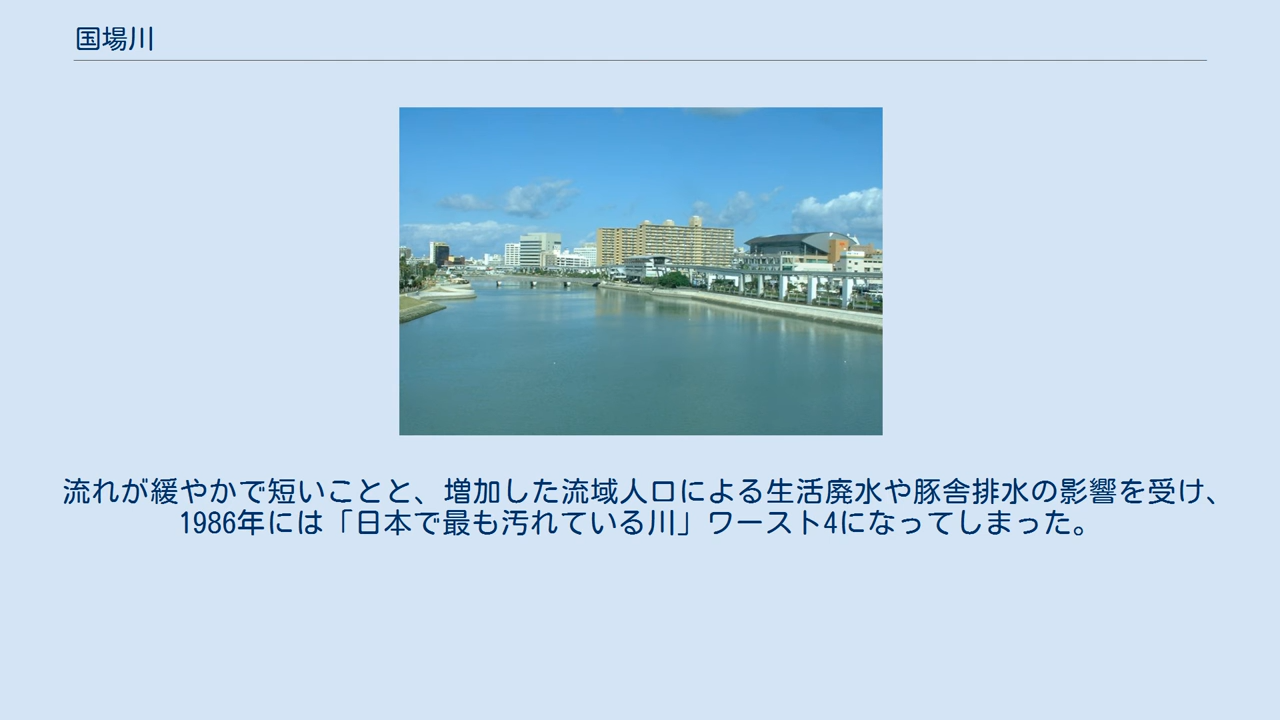 国場川
流れが緩やかで短いことと、増加した流域人口による生活廃水や豚舎排水の影響を受け、
1986年には「日本で最も汚れている川」ワースト4になってしまった。